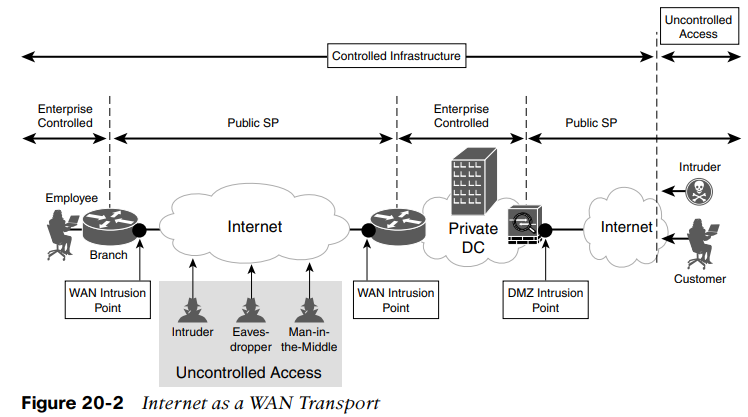 Uncontrolled
Access
Controlled Infrastructure
Enterprise
Controlled
Public SP
Enterprise
Controlled
Public SP
Intruder
Employee
Internet
Private
DC
Internet
Branch
Customer
WAN Intrusion
Point
WAN Intrusion
Point
DMZ Intrusion
Point
Intruder
Eaves-
dropper
Man-in-
the-Middle
Uncontrolled Access
Figure 20-2 Internet as a WAN Transport